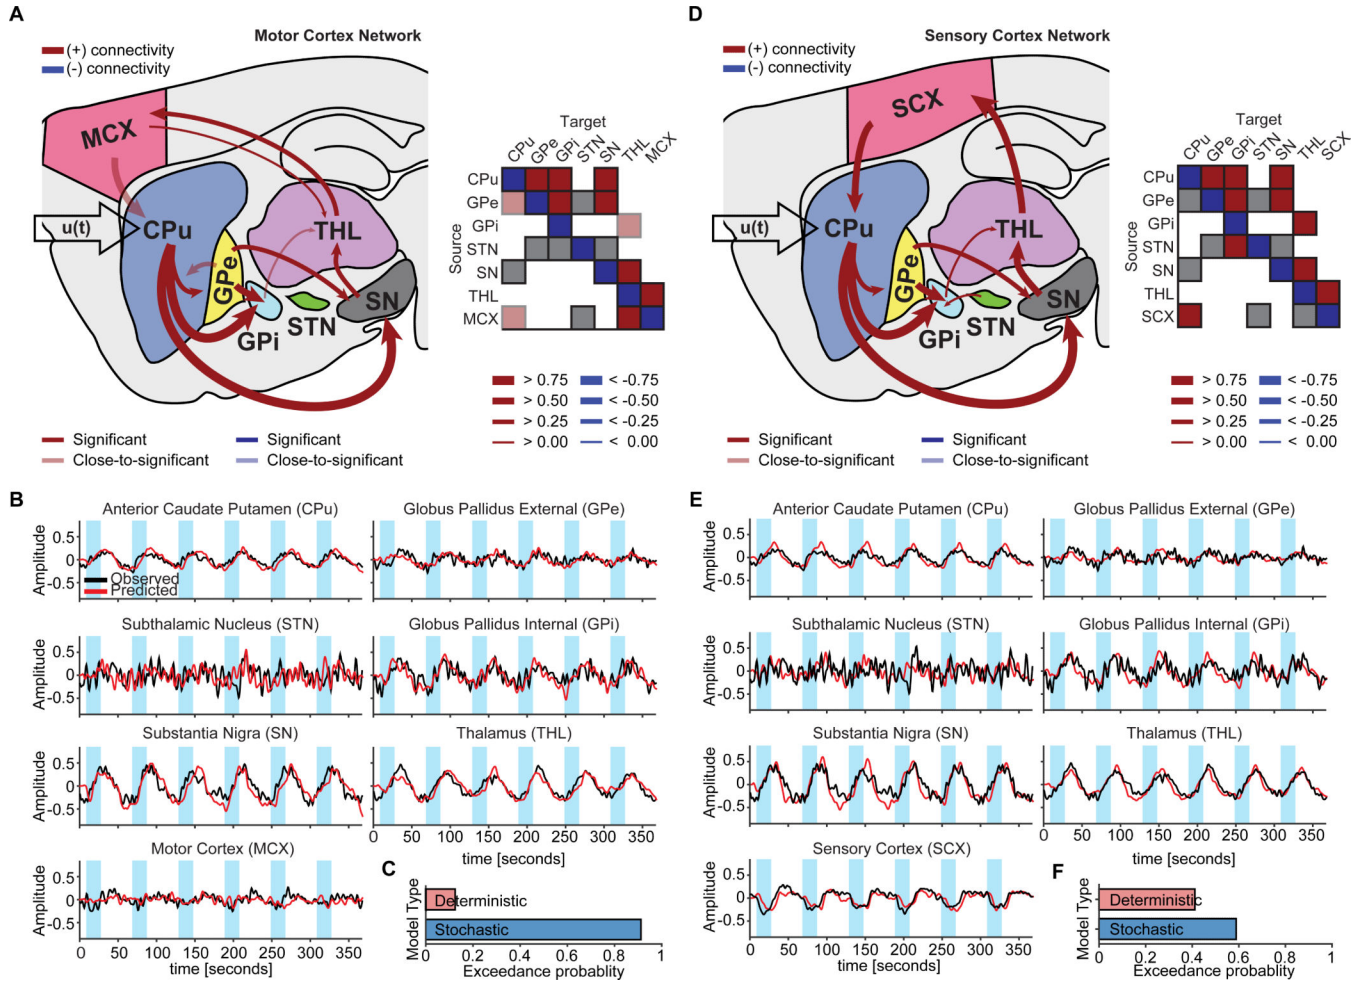 A
Motor Cortex Network
(+) connectivity
(-) connectivity
MCX
u(t)
CPu
GPe
THL
SN
STN
GPi
Target
CPu GPe GPi STN SN THL MCX
Source
CPu
GPe
GPi
STN
SN
THL
MCX
> 0.75 < -0.75
> 0.50 < -0.50
> 0.25 < -0.25
> 0.00 < 0.00
Significant Significant
Close-to-significant Close-to-significant
D
Sensory Cortex Network
(+) connectivity
(-) connectivity
SCX
u(t)
CPu
GPe
THL
SN
STN
GPi
Target
CPu GPe GPi STN SN THL SCX
Source
CPu
GPe
GPi
STN
SN
THL
SCX
> 0.75 < -0.75
> 0.50 < -0.50
> 0.25 < -0.25
> 0.00 < 0.00
Significant Significant
Close-to-significant Close-to-significant
B
Anterior Caudate Putamen (CPu) Globus Pallidus External (GPe)
Amplitude
0.5
0
-0.5
Observed
Predicted
Subthalamic Nucleus (STN) Globus Pallidus Internal (GPi)
Amplitude
0.5
0
-0.5
Substantia Nigra (SN) Thalamus (THL)
Amplitude
0.5
0
-0.5
0 50 100 150 200 250 300 350
time [seconds]
Motor Cortex (MCX)
Amplitude
0.5
0
-0.5
0 50 100 150 200 250 300 350
time [seconds]
C
Model Type
Deterministic
Stochastic
0 0.2 0.4 0.6 0.8 1
Exceedance probablity
E
Anterior Caudate Putamen (CPu) Globus Pallidus External (GPe)
Amplitude
0.5
0
-0.5
Subthalamic Nucleus (STN) Globus Pallidus Internal (GPi)
Amplitude
0.5
0
-0.5
Substantia Nigra (SN) Thalamus (THL)
Amplitude
0.5
0
-0.5
0 50 100 150 200 250 300 350
time [seconds]
Sensory Cortex (SCX)
Amplitude
0.5
0
-0.5
0 50 100 150 200 250 300 350
time [seconds]
F
Model Type
Deterministic
Stochastic
0 0.2 0.4 0.6 0.8 1
Exceedance probablity